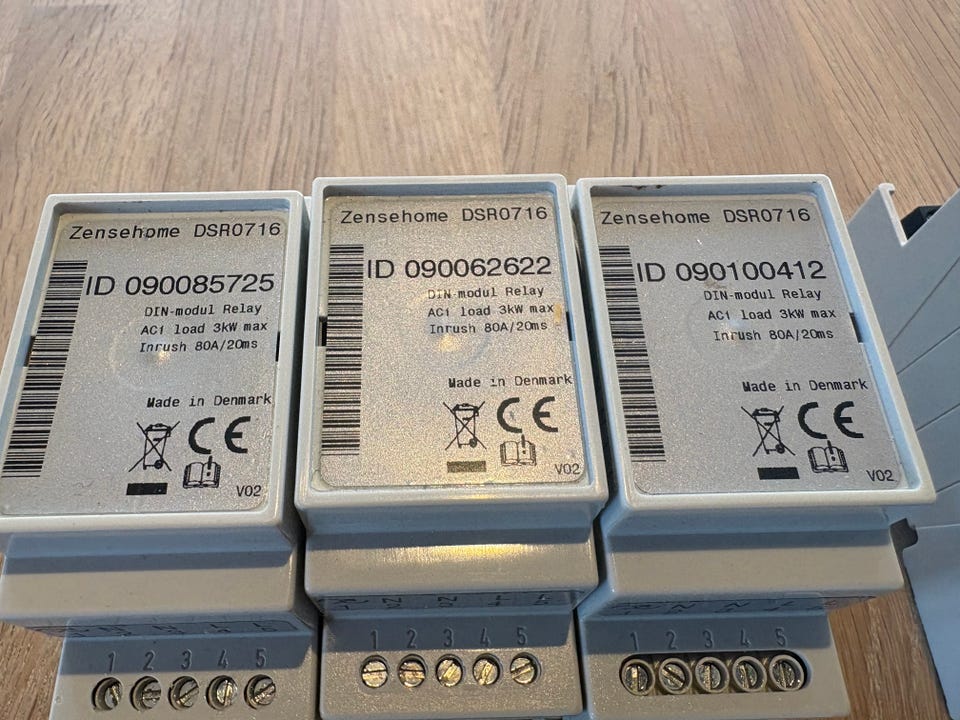 Zensehome DSR0716
ID 090085725
DIN-modul Relay
AC1 load 3kW max
Inrush 80A/20ms
Made in Denmark
CE
V02
1 2 3 4 5
Zensehome DSR0716
ID 090062622
DIN-modul Relay
AC1 load 3kW max
Inrush 80A/20ms
Made in Denmark
CE
V02
1 2 3 4 5
Zensehome DSR0716
ID 090100412
DIN-modul Relay
AC1 load 3kW max
Inrush 80A/20ms
Made in Denmark
CE
V02
1 2 3 4 5